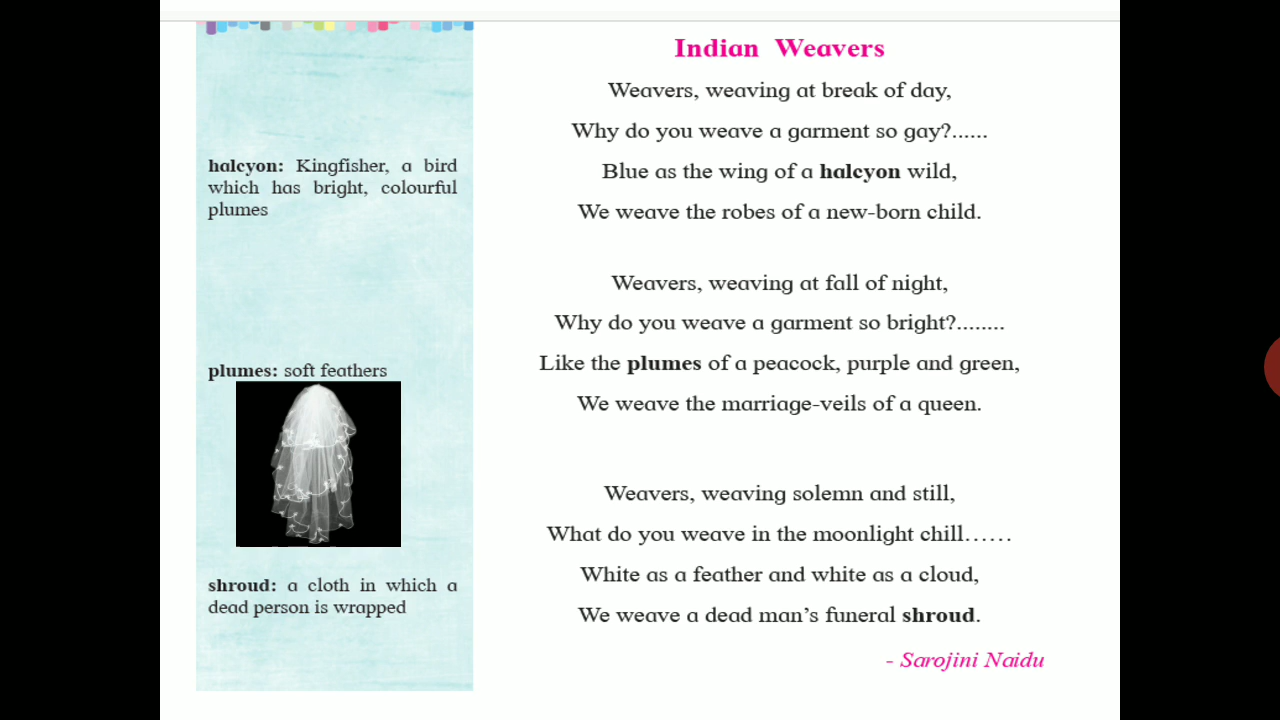 Indian Weavers
Weavers, weaving at break of day,
Why do you weave a garment so gay?......
Blue as the wing of a halcyon wild,
We weave the robes of a new-born child.
Weavers, weaving at fall of night,
Why do you weave a garment so bright?........
Like the plumes of a peacock, purple and green,
We weave the marriage-veils of a queen.
Weavers, weaving solemn and still,
What do you weave in the moonlight chill……
White as a feather and white as a cloud,
We weave a dead man’s funeral shroud.
- Sarojini Naidu
halcyon: Kingfisher, a bird
which has bright, colourful
plumes
plumes: soft feathers
shroud: a cloth in which a
dead person is wrapped